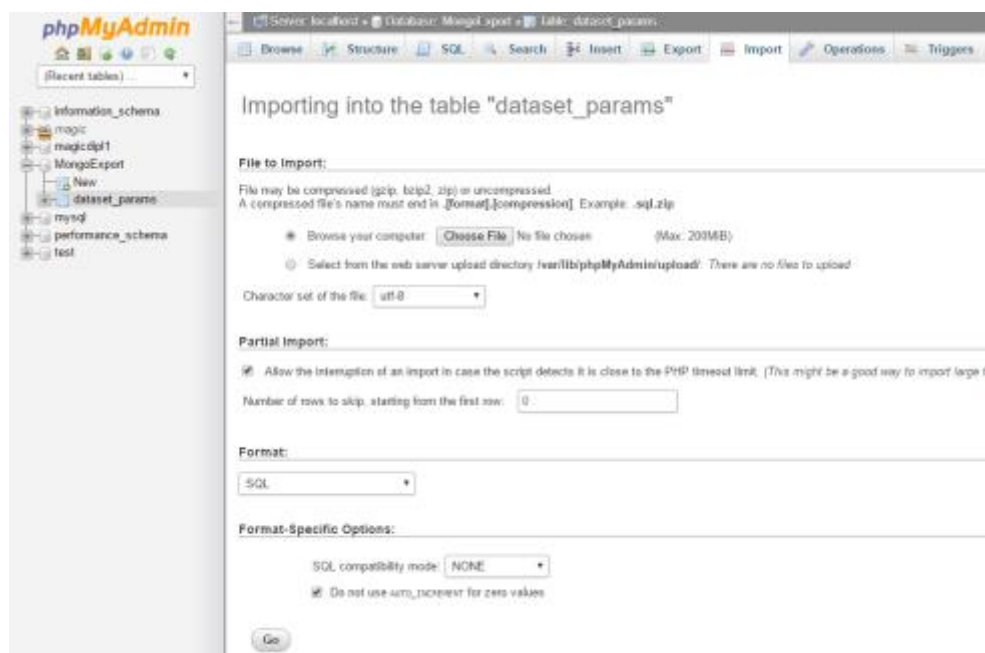 phpMyAdmin
(Recent tables) ...
information_schema
magic
magicdipl1
MongoExport
New
dataset_params
mysql
performance_schema
test
Server: localhost » Database: MongoExport » Table: dataset_params
Browse Structure SQL Search Insert Export Import Operations Triggers
Importing into the table "dataset_params"
File to Import:
File may be compressed (gzip, bzip2, zip) or uncompressed.
A compressed file's name must end in .[format].[compression]. Example: .sql.zip
Browse your computer: Choose File No file chosen (Max: 200MiB)
Select from the web server upload directory /var/lib/phpMyAdmin/upload/: There are no files to upload
Character set of the file: utf-8
Partial Import:
Allow the interruption of an import in case the script detects it is close to the PHP timeout limit. (This might be a good way to import large
Number of rows to skip, starting from the first row: 0
Format:
SQL
Format-Specific Options:
SQL compatibility mode: NONE
Do not use AUTO_INCREMENT for zero values
Go